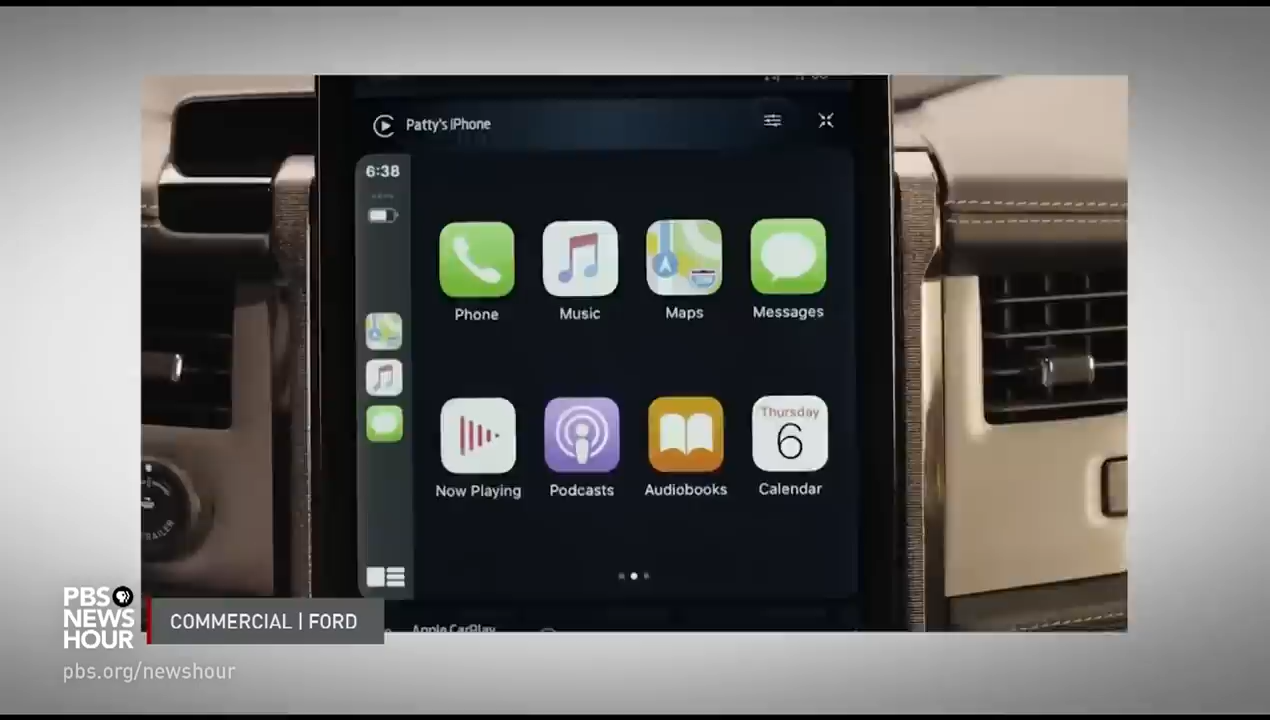 Patty's iPhone
6:38
Phone
Music
Maps
Messages
Thursday
6
Now Playing
Podcasts
Audiobooks
Calendar
Apple CarPlay
TRAILER
PBS
NEWS
HOUR
COMMERCIAL | FORD
pbs.org/newshour